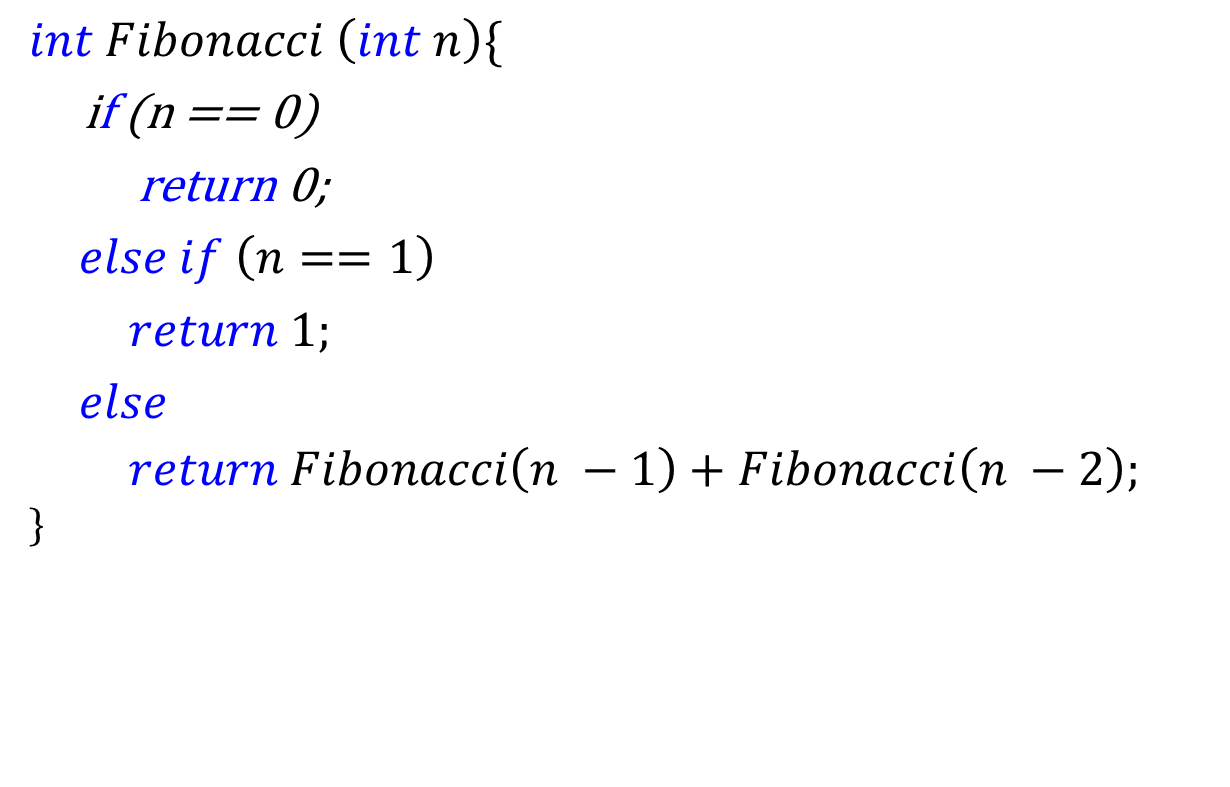 int Fibonacci (int n){
if(n == 0)
return 0;
else if (n == 1)
return 1;
else
return Fibonacci(n − 1) + Fibonacci(n − 2);
}